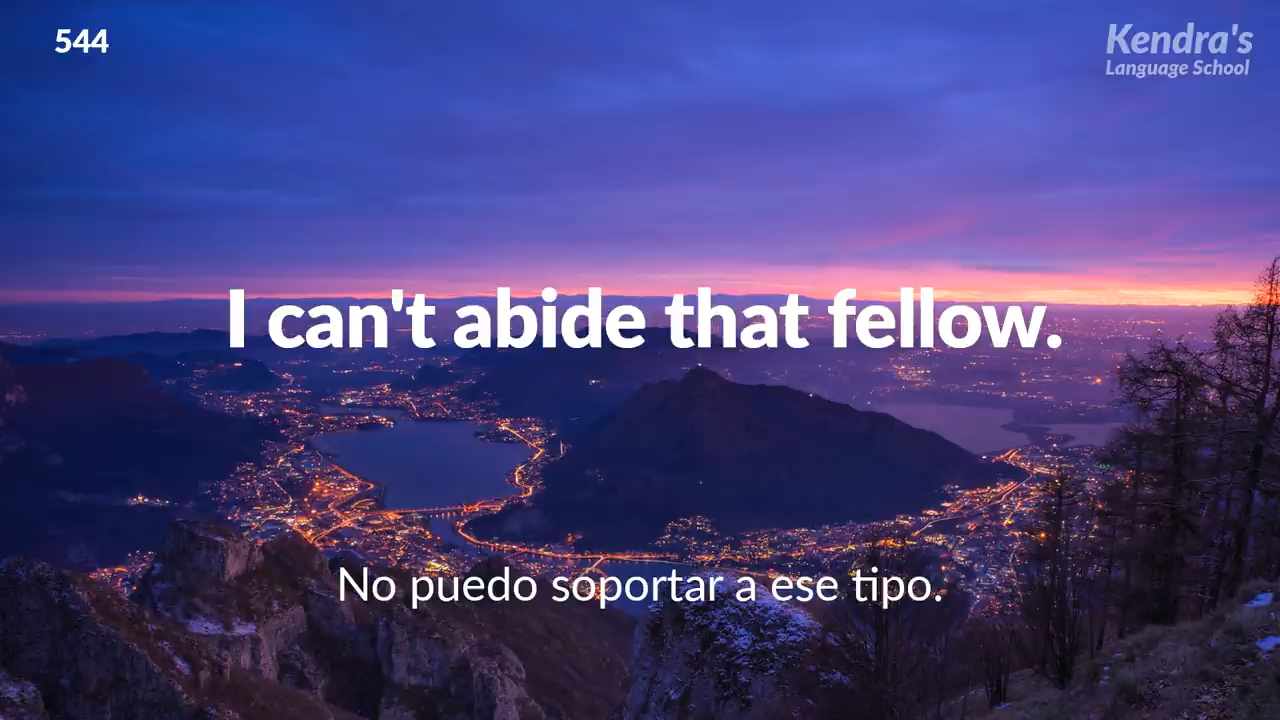 544
Kendra's
Language School
I can't abide that fellow.
No puedo soportar a ese tipo.